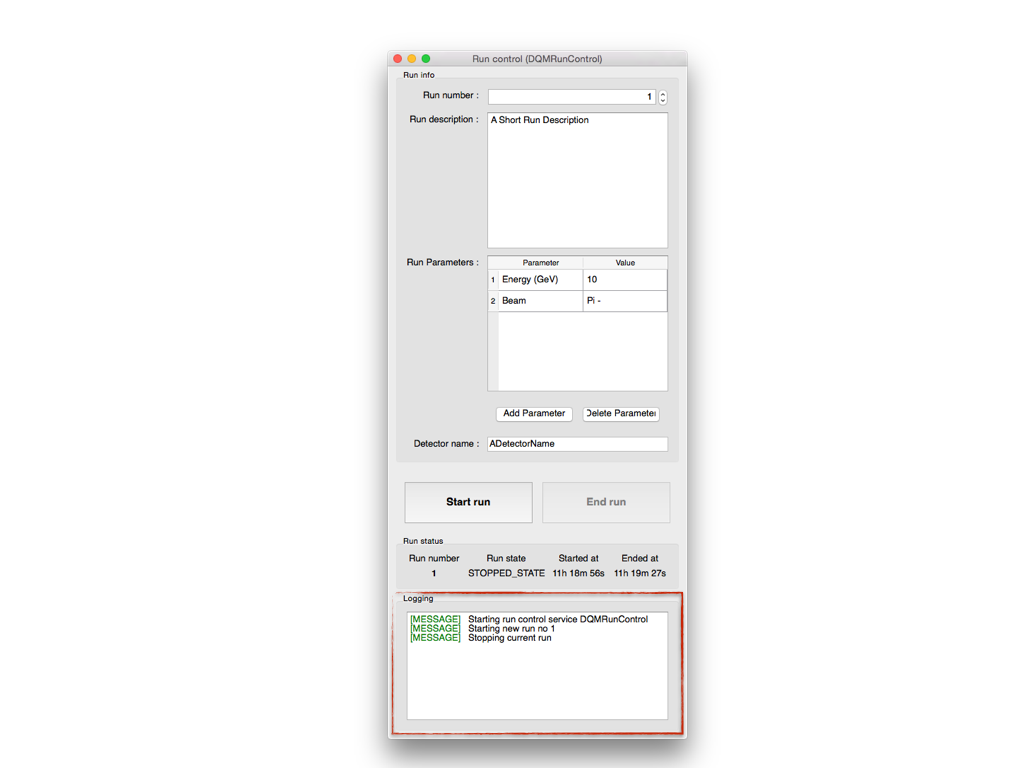 Run control (DQMRunControl)
Run info
Run number : 1
Run description : A Short Run Description
Run Parameters : Parameter Value
1 Energy (GeV) 10
2 Beam Pi -
Add Parameter Delete Parameter
Detector name : ADetectorName
Start run End run
Run status
Run number Run state Started at Ended at
1 STOPPED_STATE 11h 18m 56s 11h 19m 27s
Logging
[MESSAGE] Starting run control service DQMRunControl
[MESSAGE] Starting new run no 1
[MESSAGE] Stopping current run